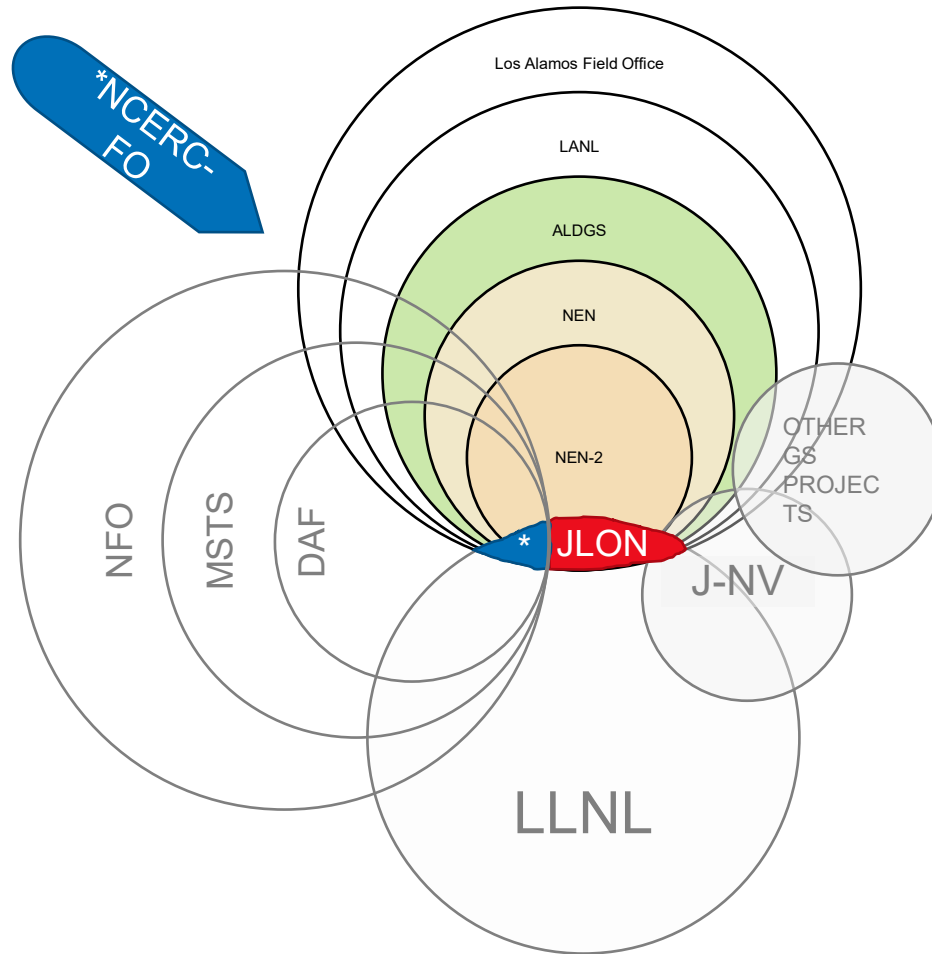 *NCERC-
FO
Los Alamos Field Office
LANL
ALDGS
NEN
NEN-2
OTHER
GS
PROJEC
TS
NFO
MSTS
DAF
*
JLON
J-NV
LLNL